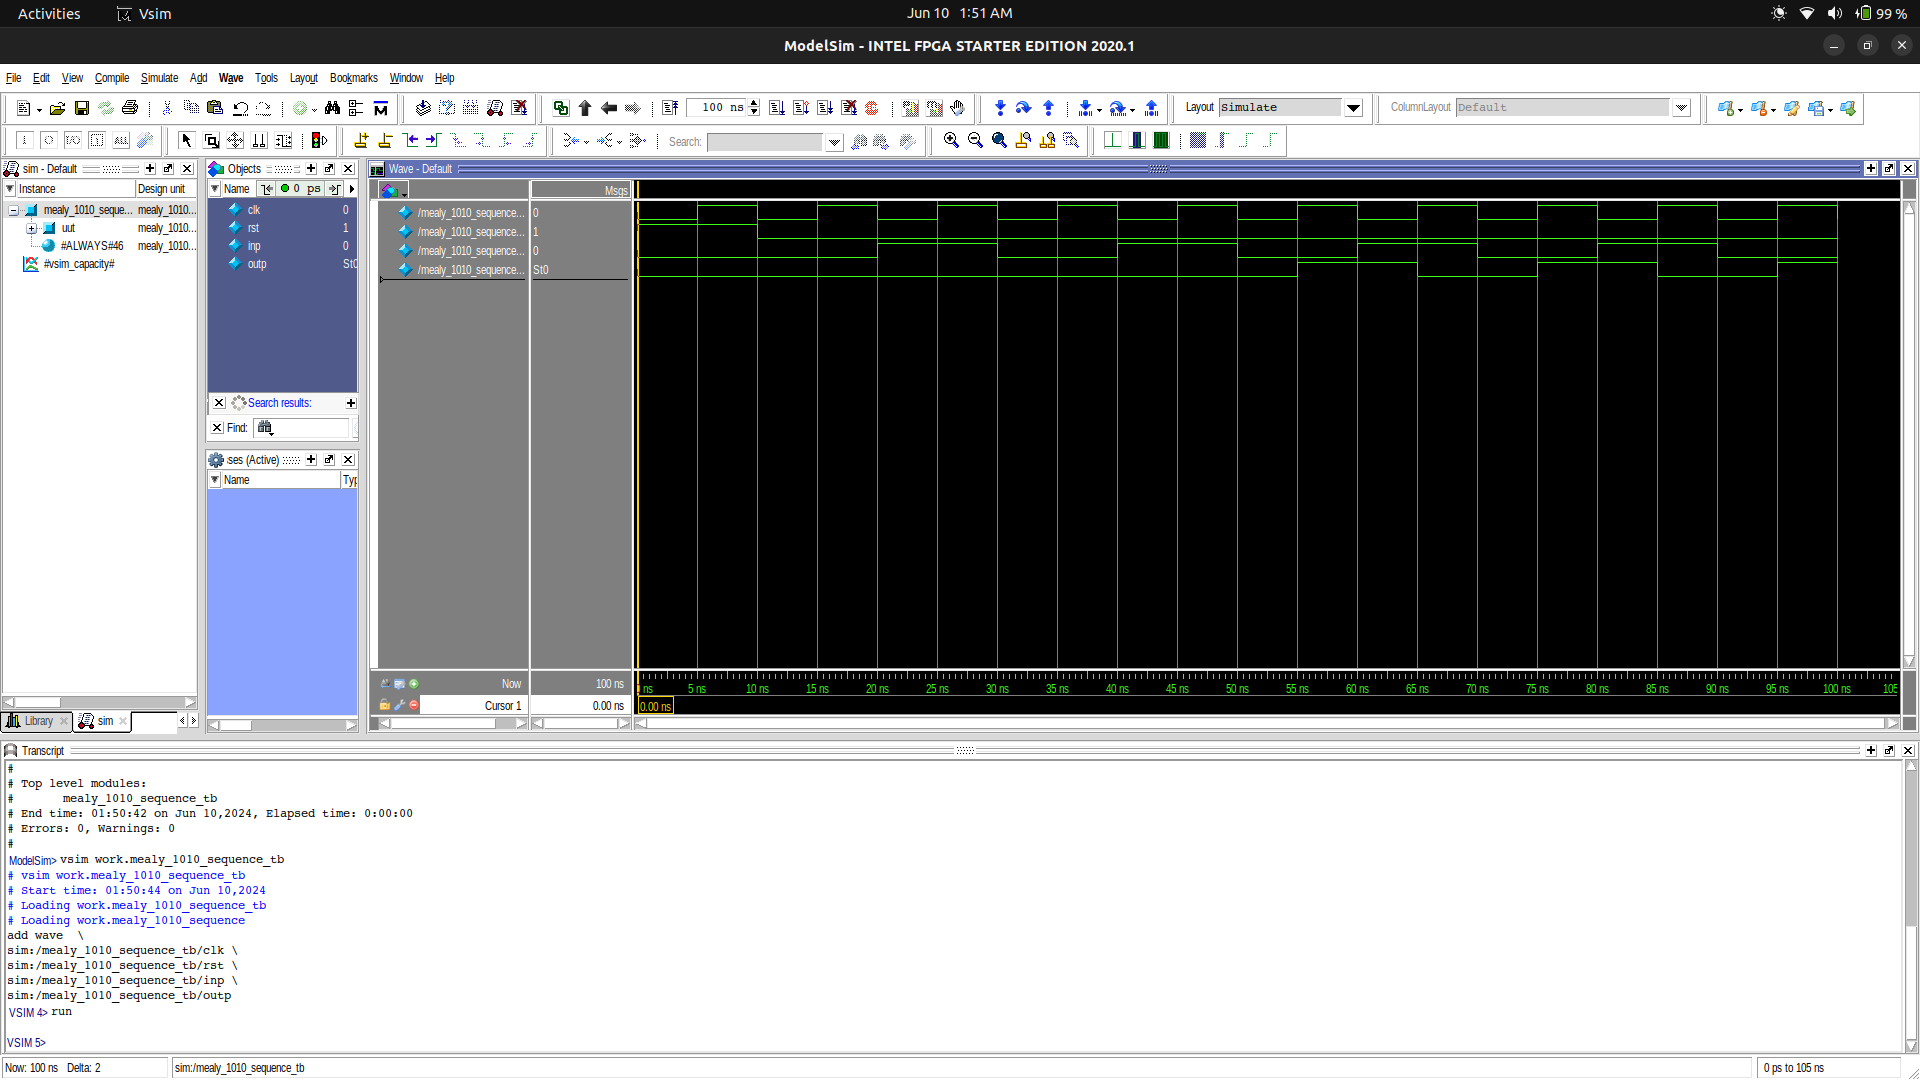 Activities Vsim Jun 10 1:51 AM 99 %
ModelSim - INTEL FPGA STARTER EDITION 2020.1
File Edit View Compile Simulate Add Wave Tools Layout Bookmarks Window Help
100 ns Layout Simulate ColumnLayout Default
Search:
sim - Default
Instance Design unit
mealy_1010_seque... mealy_1010...
uut mealy_1010...
#ALWAYS#46 mealy_1010...
#vsim_capacity#
Library sim
Objects
Name 0 ps
clk 0
rst 1
inp 0
outp St0
Search results:
Find:
ses (Active)
Name Typ
Wave - Default
Msgs
/mealy_1010_sequence... 0
/mealy_1010_sequence... 1
/mealy_1010_sequence... 0
/mealy_1010_sequence... St0
Now 100 ns ns 5 ns 10 ns 15 ns 20 ns 25 ns 30 ns 35 ns 40 ns 45 ns 50 ns 55 ns 60 ns 65 ns 70 ns 75 ns 80 ns 85 ns 90 ns 95 ns 100 ns 105
Cursor 1 0.00 ns 0.00 ns
Transcript
#
# Top level modules:
# mealy_1010_sequence_tb
# End time: 01:50:42 on Jun 10,2024, Elapsed time: 0:00:00
# Errors: 0, Warnings: 0
#
ModelSim> vsim work.mealy_1010_sequence_tb
# vsim work.mealy_1010_sequence_tb
# Start time: 01:50:44 on Jun 10,2024
# Loading work.mealy_1010_sequence_tb
# Loading work.mealy_1010_sequence
add wave \
sim:/mealy_1010_sequence_tb/clk \
sim:/mealy_1010_sequence_tb/rst \
sim:/mealy_1010_sequence_tb/inp \
sim:/mealy_1010_sequence_tb/outp
VSIM 4> run
VSIM 5>
Now: 100 ns Delta: 2 sim:/mealy_1010_sequence_tb 0 ps to 105 ns